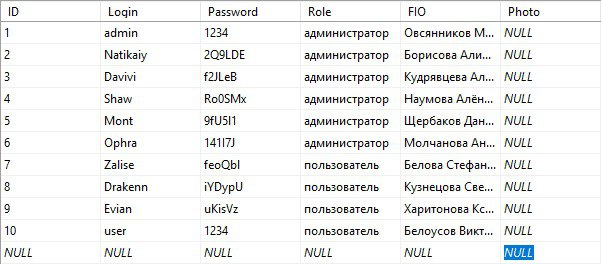 ID Login Password Role FIO Photo
1 admin 1234 администратор Овсянников М... NULL
2 Natikaiy 2Q9LDE администратор Борисова Али... NULL
3 Davivi f2JLeB администратор Кудрявцева Ал... NULL
4 Shaw Ro0SMx администратор Наумова Алён... NULL
5 Mont 9fU5I1 администратор Щербаков Дан... NULL
6 Ophra 141I7J администратор Молчанова Ан... NULL
7 Zalise feoQbI пользователь Белова Стефан... NULL
8 Drakenn iYDypU пользователь Кузнецова Све... NULL
9 Evian uKisVz пользователь Харитонова Кс... NULL
10 user 1234 пользователь Белоусов Викт... NULL
NULL NULL NULL NULL NULL NULL